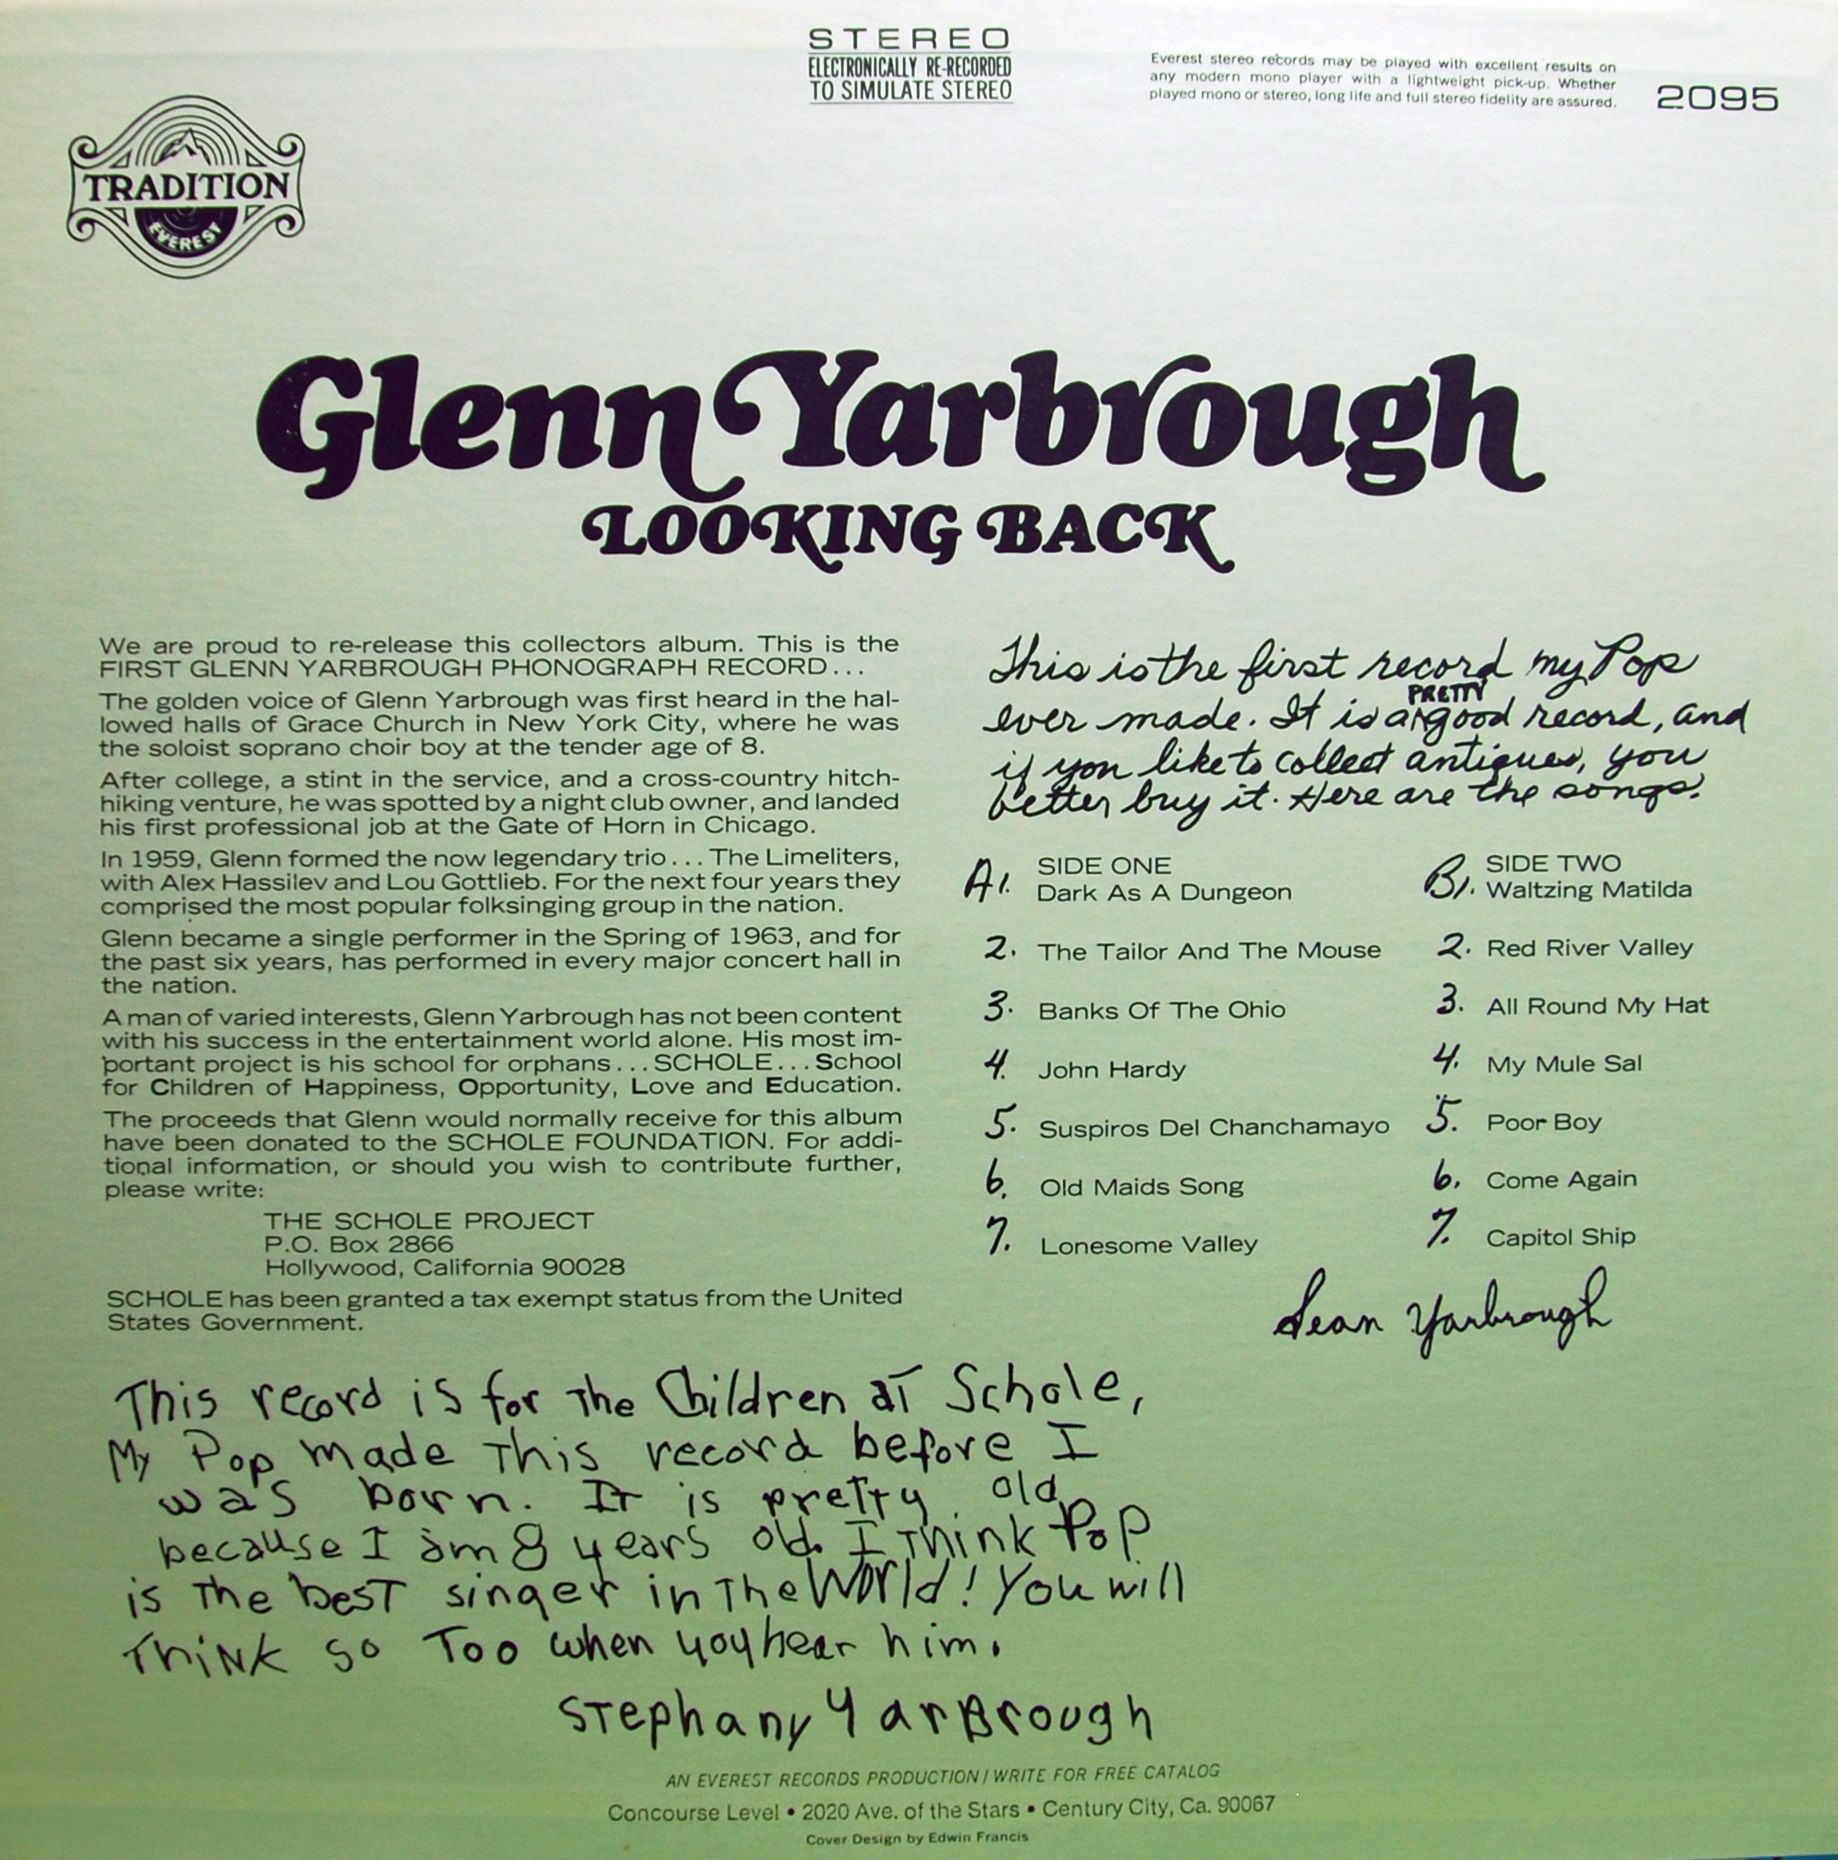 STEREO
ELECTRONICALLY RE-RECORDED
TO SIMULATE STEREO
Everest stereo records may be played with excellent results on
any modern mono player with a lightweight pick-up. Whether
played mono or stereo, long life and full stereo fidelity are assured.
2095
TRADITION
EVEREST
Glenn Yarbrough
LOOKING BACK
We are proud to re-release this collectors album. This is the
FIRST GLENN YARBROUGH PHONOGRAPH RECORD...
The golden voice of Glenn Yarbrough was first heard in the hal-
lowed halls of Grace Church in New York City, where he was
the soloist soprano choir boy at the tender age of 8.
After college, a stint in the service, and a cross-country hitch-
hiking venture, he was spotted by a night club owner, and landed
his first professional job at the Gate of Horn in Chicago.
In 1959, Glenn formed the now legendary trio... The Limeliters,
with Alex Hassilev and Lou Gottlieb. For the next four years they
comprised the most popular folksinging group in the nation.
Glenn became a single performer in the Spring of 1963, and for
the past six years, has performed in every major concert hall in
the nation.
A man of varied interests, Glenn Yarbrough has not been content
with his success in the entertainment world alone. His most im-
portant project is his school for orphans...SCHOLE...School
for Children of Happiness, Opportunity, Love and Education.
The proceeds that Glenn would normally receive for this album
have been donated to the SCHOLE FOUNDATION. For addi-
tional information, or should you wish to contribute further,
please write:
THE SCHOLE PROJECT
P.O. Box 2866
Hollywood, California 90028
SCHOLE has been granted a tax exempt status from the United
States Government.
This is the first record my Pop
ever made. It is a PRETTY good record, and
if you like to collect antiques, you
better buy it. Here are the songs.
A1. SIDE ONE
Dark As A Dungeon
2. The Tailor And The Mouse
3. Banks Of The Ohio
4. John Hardy
5. Suspiros Del Chanchamayo
6. Old Maids Song
7. Lonesome Valley
B1. SIDE TWO
Waltzing Matilda
2. Red River Valley
3. All Round My Hat
4. My Mule Sal
5. Poor Boy
6. Come Again
7. Capitol Ship
Sean Yarbrough
This record is for The Children at Schole,
My Pop made This record before I
was born. It is pretty old
because I am 8 years old. I Think Pop
is The best singer in The World! You will
Think so Too when you hear him.
Stephany YarBrough
AN EVEREST RECORDS PRODUCTION / WRITE FOR FREE CATALOG
Concourse Level • 2020 Ave. of the Stars • Century City, Ca. 90067
Cover Design by Edwin Francis